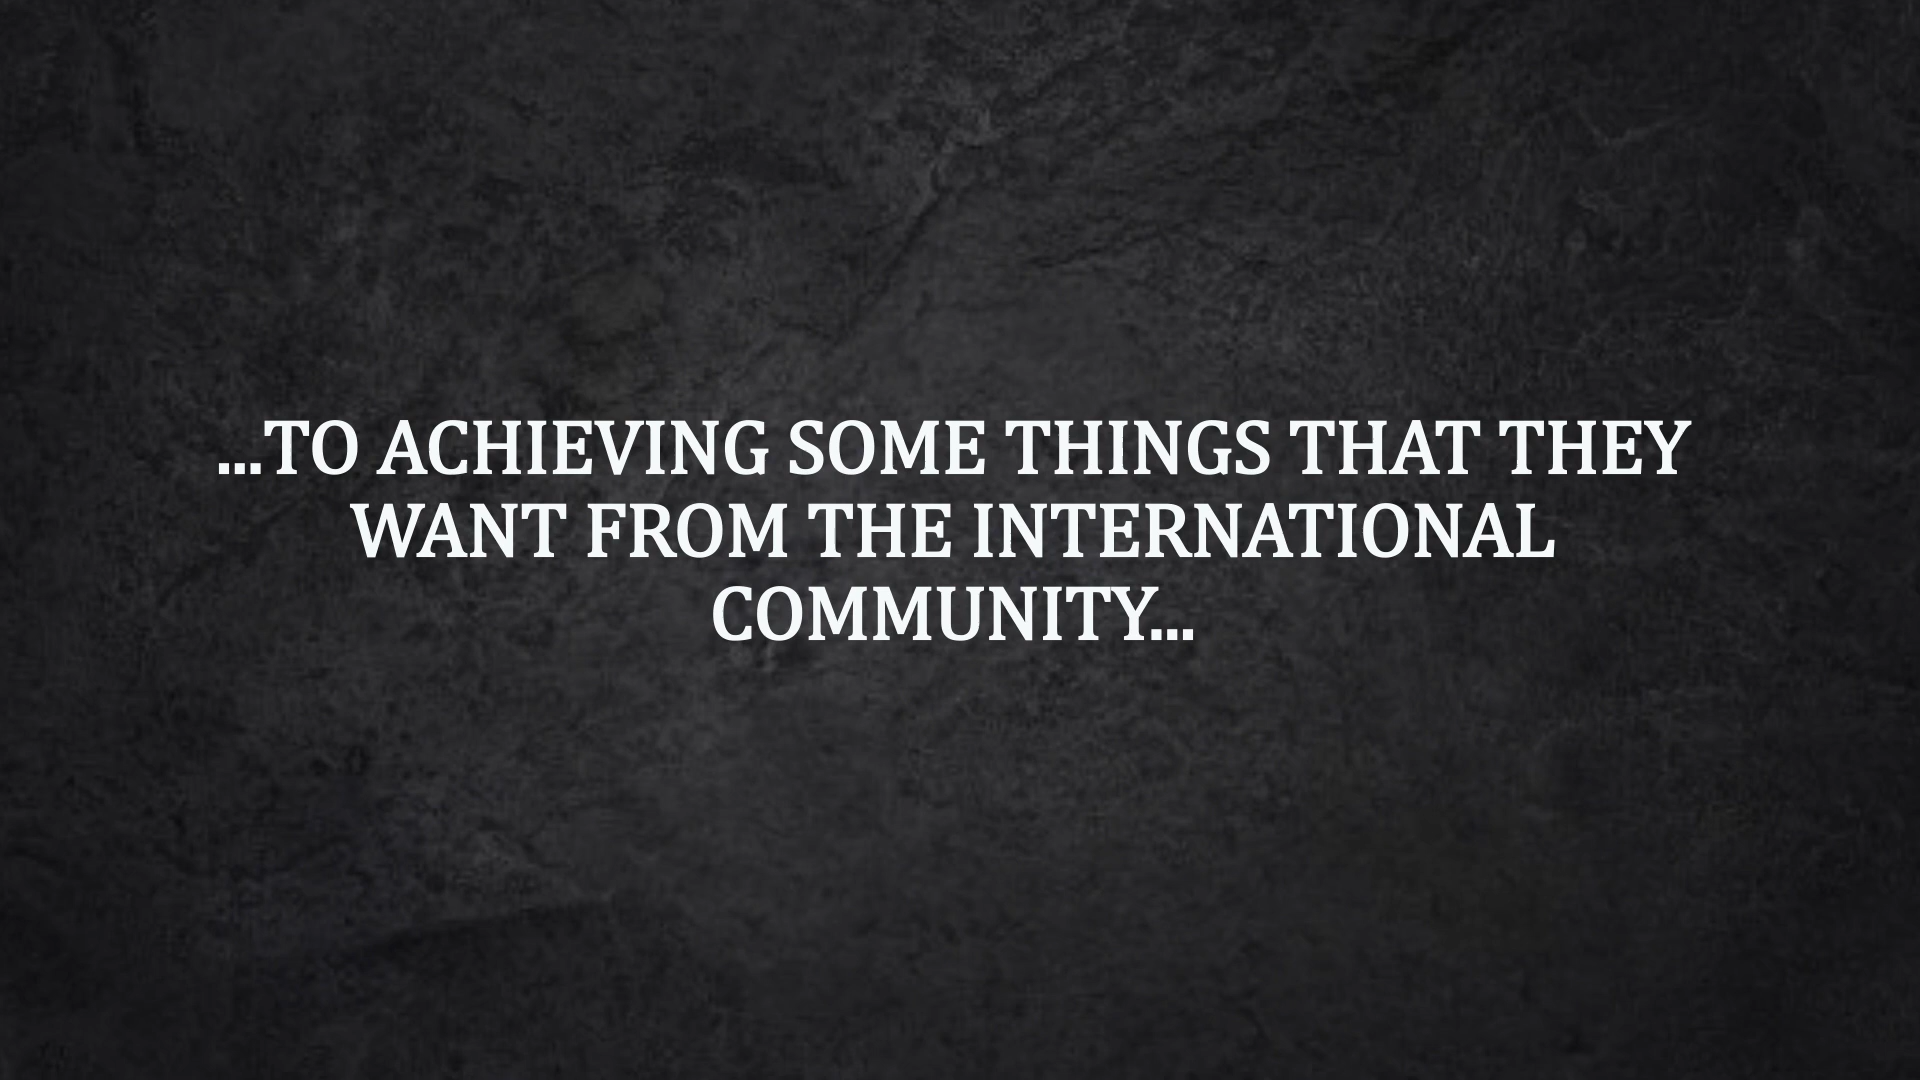 ...TO ACHIEVING SOME THINGS THAT THEY
WANT FROM THE INTERNATIONAL
COMMUNITY...